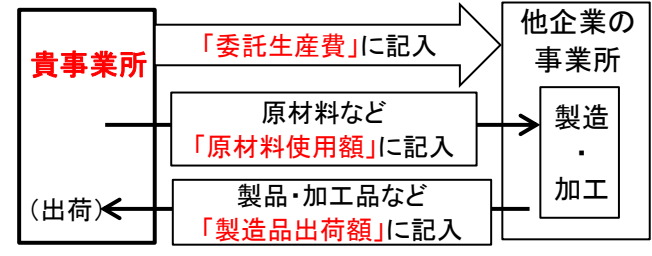 貴事業所
「委託生産費」に記入
他企業の
事業所
原材料など
「原材料使用額」に記入
製造
・
加工
(出荷)
製品・加工品など
「製造品出荷額」に記入